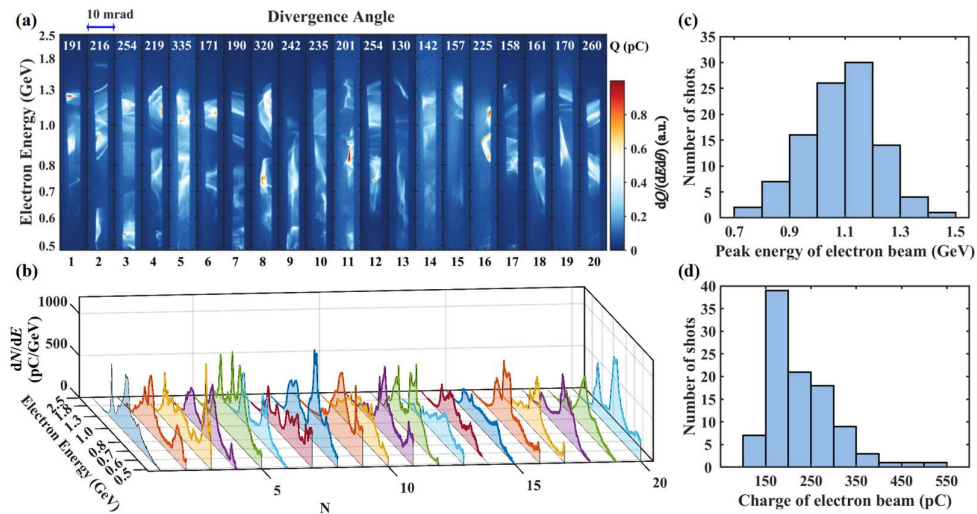 (a)
10 mrad
Divergence Angle
2.5
1.8
1.3
1.0
0.8
0.7
0.6
0.5
Electron Energy (GeV)
191 216 254 219 335 171 190 320 242 235 201 254 130 142 157 225 158 161 170 260
Q (pC)
0.8
0.6
0.4
0.2
0
dQ/(dEdθ) (a.u.)
1 2 3 4 5 6 7 8 9 10 11 12 13 14 15 16 17 18 19 20
(b)
1000
500
0
dN/dE
(pC/GeV)
2.5
1.8
1.3
1.0
0.8
0.7
0.6
0.5
Electron Energy (GeV)
5
10
15
20
N
(c)
35
30
25
20
15
10
5
0
Number of shots
0.7 0.9 1.1 1.3 1.5
Peak energy of electron beam (GeV)
(d)
40
35
30
25
20
15
10
5
0
Number of shots
150 250 350 450 550
Charge of electron beam (pC)